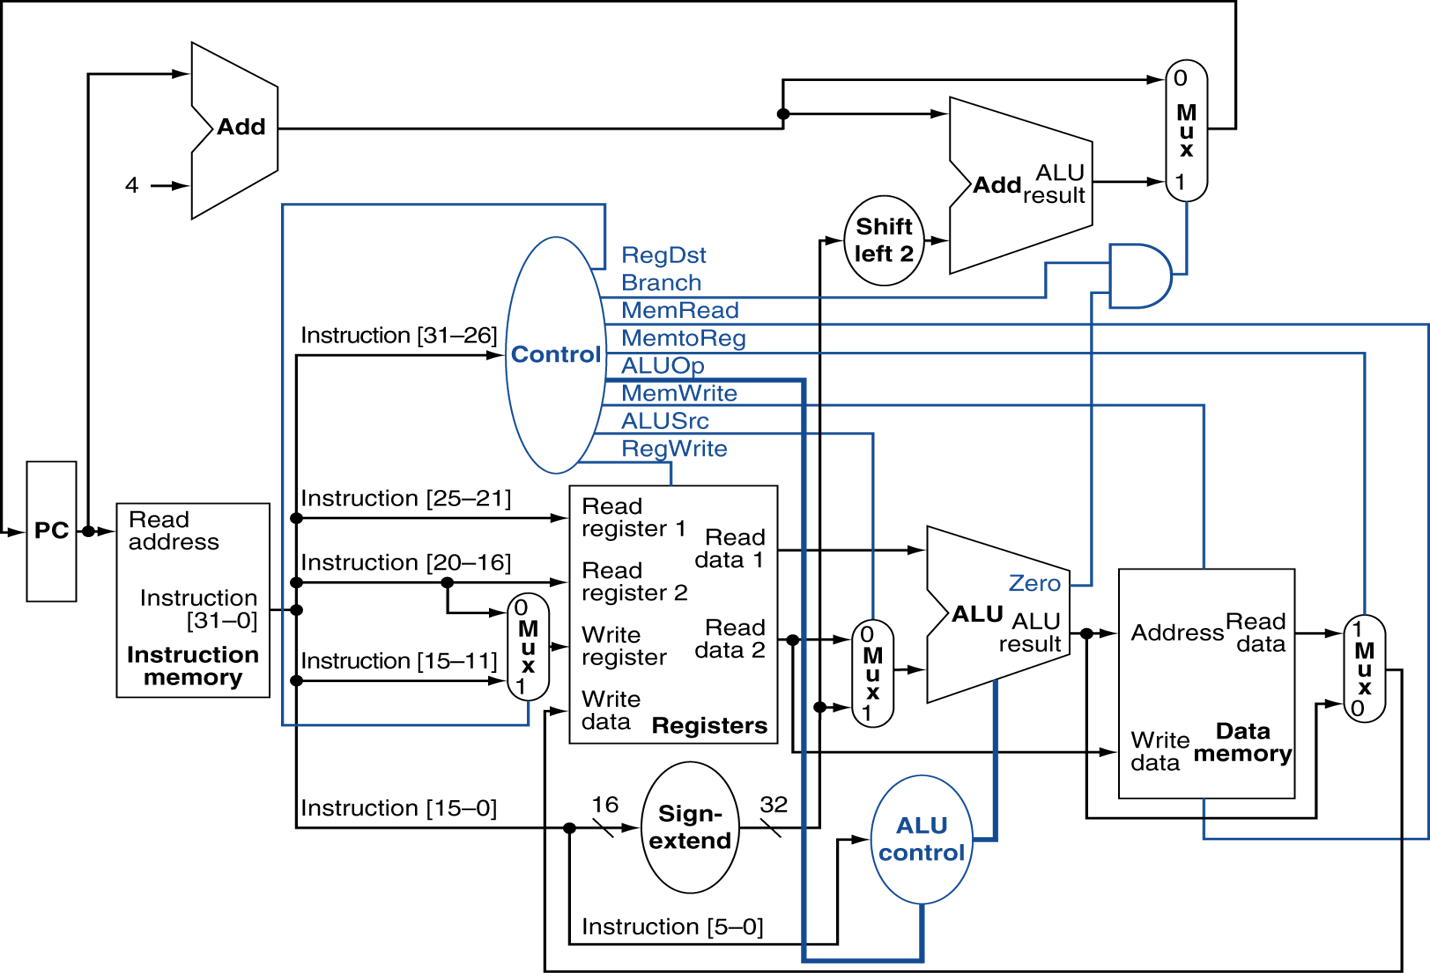 0
M
u
x
1
Add
4
Add
ALU
result
Shift
left 2
RegDst
Branch
MemRead
MemtoReg
ALUOp
MemWrite
ALUSrc
RegWrite
Control
Instruction [31–26]
Instruction [25–21]
Instruction [20–16]
Instruction [15–11]
Instruction [15–0]
Instruction [5–0]
PC
Read
address
Instruction
[31–0]
Instruction
memory
0
M
u
x
1
Read
register 1
Read
register 2
Write
register
Write
data
Read
data 1
Read
data 2
Registers
0
M
u
x
1
Zero
ALU
ALU
result
Address
Read
data
Write
data
Data
memory
1
M
u
x
0
16
Sign-
extend
32
ALU
control